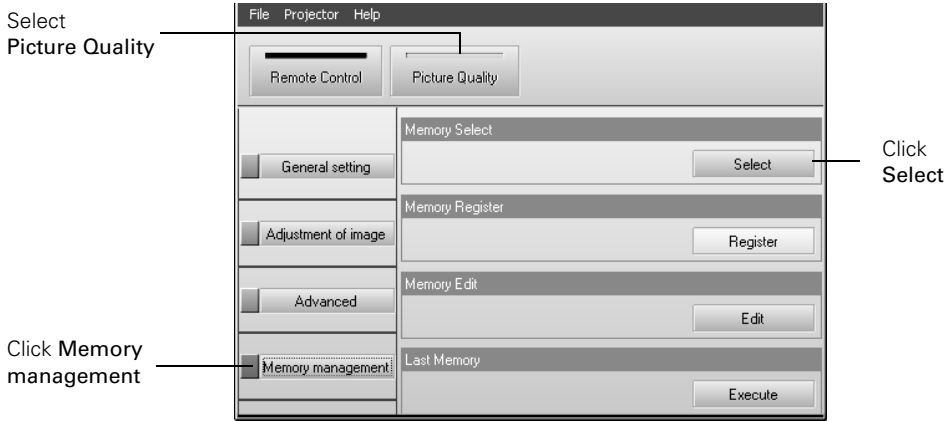 Select
Picture Quality
File Projector Help
Remote Control
Picture Quality
General setting
Adjustment of image
Advanced
Memory management
Memory Select
Select
Memory Register
Register
Memory Edit
Edit
Last Memory
Execute
Click
Select
Click Memory
management